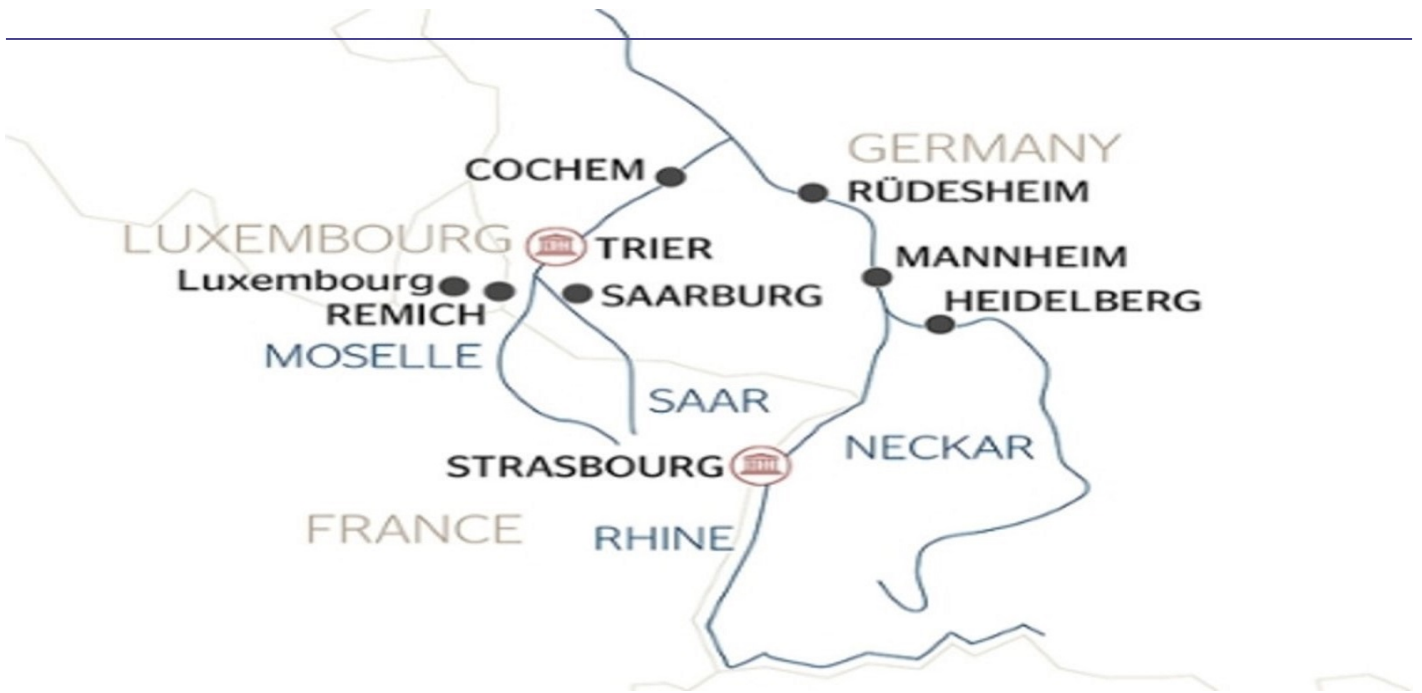 GERMANY
COCHEM
RÜDESHEIM
LUXEMBOURG
TRIER
MANNHEIM
Luxembourg
SAARBURG
HEIDELBERG
REMICH
MOSELLE
SAAR
NECKAR
STRASBOURG
FRANCE
RHINE